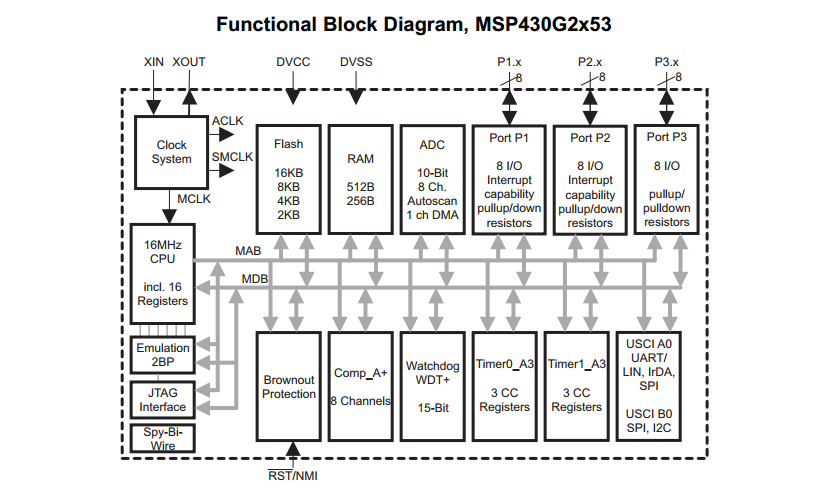 Functional Block Diagram, MSP430G2x53
XIN XOUT DVCC DVSS P1.x P2.x P3.x
8 8 8
ACLK
SMCLK
MCLK
Clock
System
Flash
16KB
8KB
4KB
2KB
RAM
512B
256B
ADC
10-Bit
8 Ch.
Autoscan
1 ch DMA
Port P1
8 I/O
Interrupt
capability
pullup/down
resistors
Port P2
8 I/O
Interrupt
capability
pullup/down
resistors
Port P3
8 I/O
pullup/
pulldown
resistors
16MHz
CPU
incl. 16
Registers
MAB
MDB
Emulation
2BP
JTAG
Interface
Spy-Bi-
Wire
Brownout
Protection
Comp_A+
8 Channels
Watchdog
WDT+
15-Bit
Timer0_A3
3 CC
Registers
Timer1_A3
3 CC
Registers
USCI A0
UART/
LIN, IrDA,
SPI
USCI B0
SPI, I2C
RST/NMI